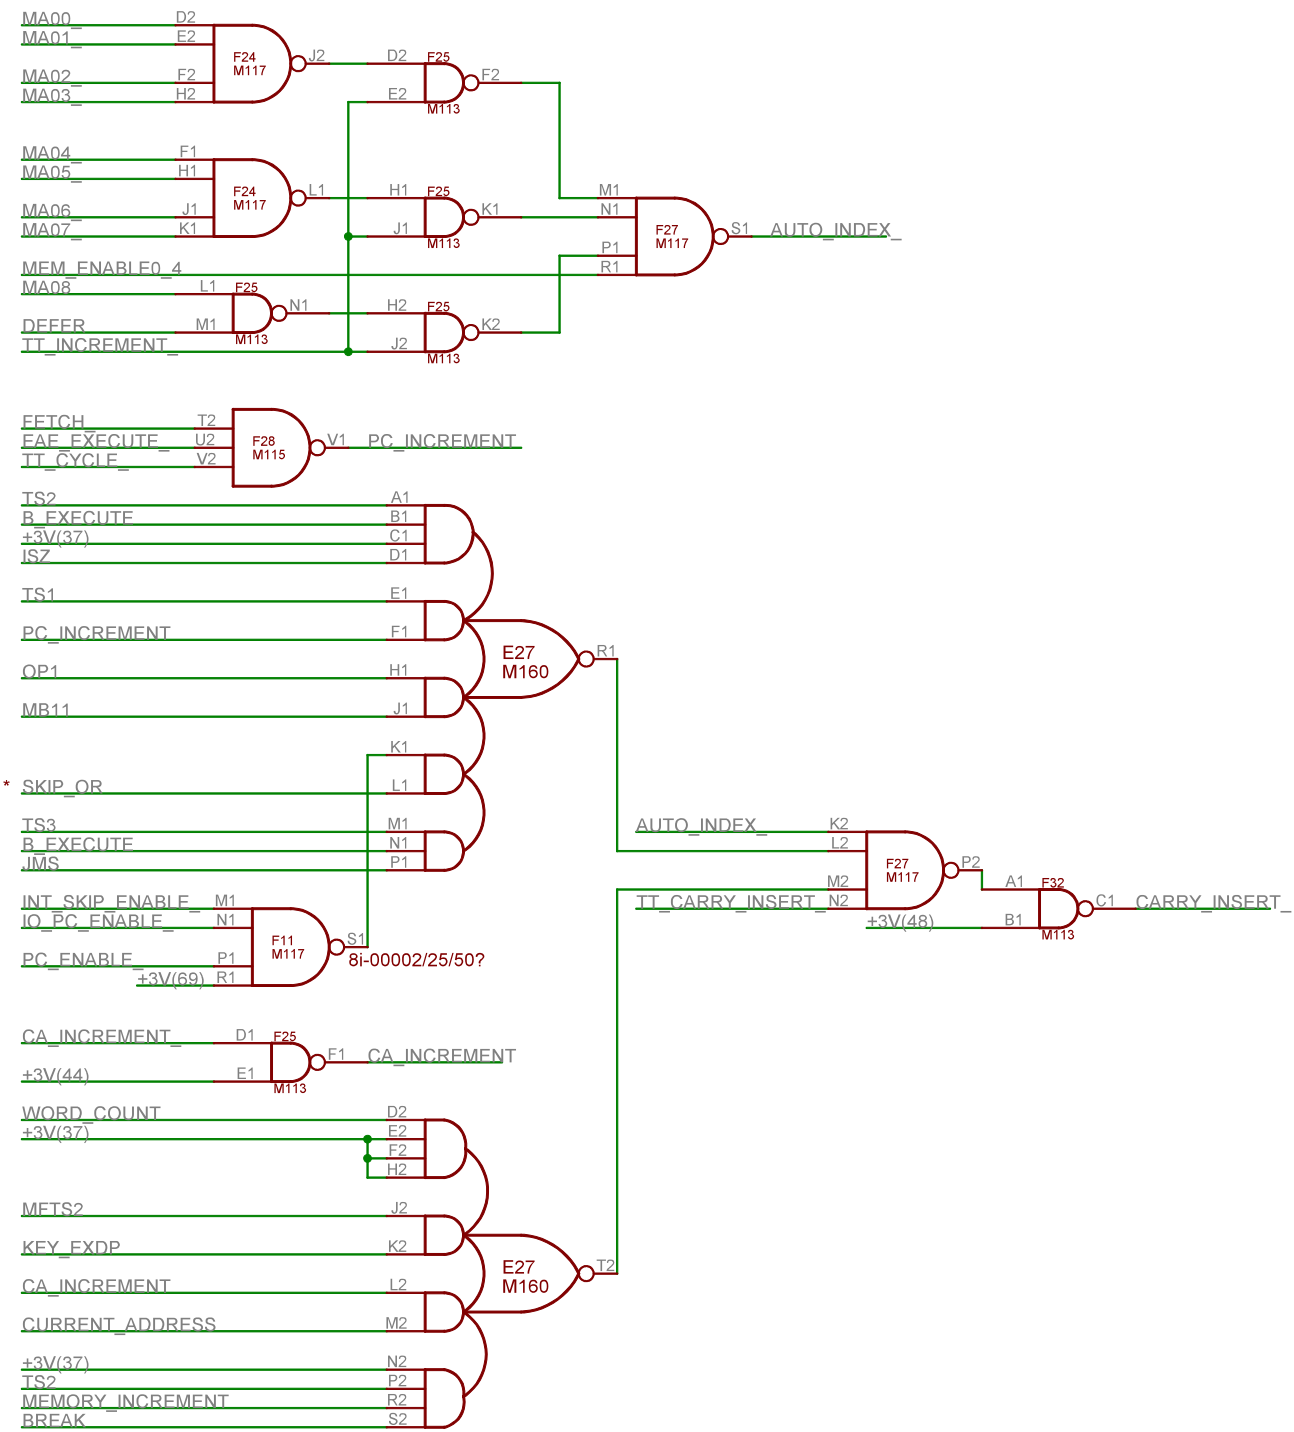 MA00_ D2
MA01_ E2
F24 M117 J2 D2 F25 F2
MA02_ F2
MA03_ H2 E2 M113
MA04_ F1
MA05_ H1
F24 M117 L1 H1 F25 K1
MA06_ J1
MA07_ K1 J1 M113
M1
N1
F27 M117 S1 AUTO_INDEX_
P1
MEM_ENABLE0_4 R1
MA08 L1 F25 N1 H2 F25 K2
DEFER M1 M113
TT_INCREMENT_ J2 M113
FETCH_ T2
EAE_EXECUTE_ U2 F28 V1 PC_INCREMENT
TT_CYCLE_ V2 M115
TS2 A1
B_EXECUTE B1
+3V(37) C1
ISZ D1
TS1 E1
PC_INCREMENT F1
E27 R1
M160
OP1 H1
MB11 J1
K1
* SKIP_OR L1
TS3 M1
B_EXECUTE N1
JMS P1
AUTO_INDEX_ K2
L2
F27 P2
M117
M2
TT_CARRY_INSERT_ N2
A1 F32 C1 CARRY_INSERT_
+3V(48) B1 M113
INT_SKIP_ENABLE_ M1
IO_PC_ENABLE_ N1
F11 S1
M117 8i-00002/25/50?
PC_ENABLE_ P1
+3V(69) R1
CA_INCREMENT_ D1 F25
F1 CA_INCREMENT
+3V(44) E1 M113
WORD_COUNT D2
+3V(37) E2
F2
H2
MFTS2 J2
KEY_EXDP K2
E27 T2
M160
CA_INCREMENT L2
CURRENT_ADDRESS M2
+3V(37) N2
TS2 P2
MEMORY_INCREMENT R2
BREAK S2